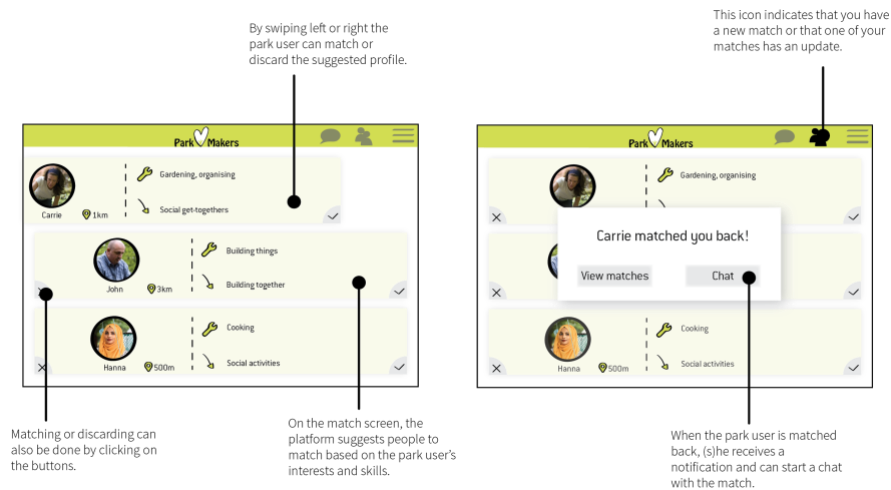 This icon indicates that you have
a new match or that one of your
matches has an update.
By swiping left or right the
park user can match or
discard the suggested profile.
Park Makers
Gardening, organising
Carrie
1km
Social get-togethers
Building things
John
3km
Building together
Cooking
Hanna
500m
Social activities
Park Makers
Gardening, organising
Carrie matched you back!
View matches
Chat
Cooking
Hanna
500m
Social activities
Matching or discarding can
also be done by clicking on
the buttons.
On the match screen, the
platform suggests people to
match based on the park user's
interests and skills.
When the park user is matched
back, (s)he receives a
notification and can start a chat
with the match.